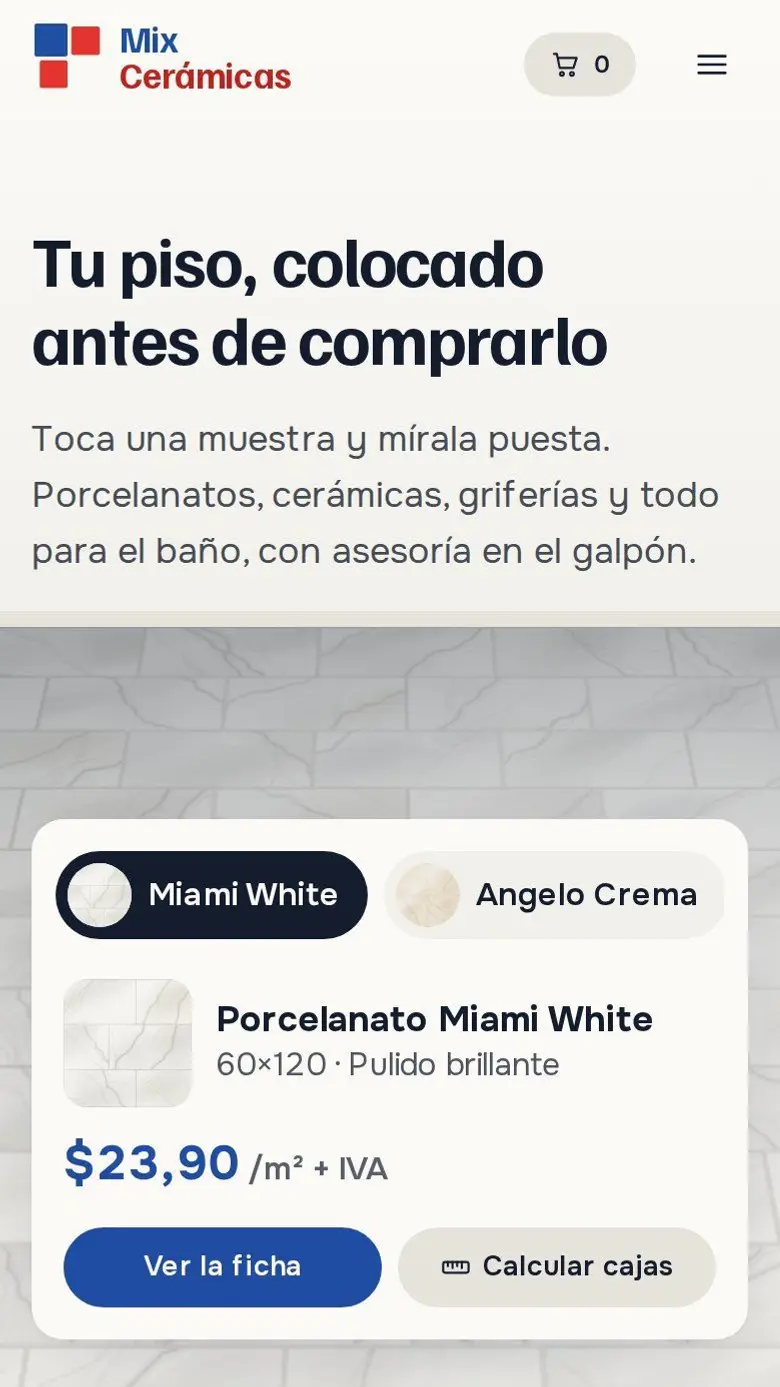 Mix
Cerámicas
0
Tu piso, colocado
antes de comprarlo
Toca una muestra y mírala puesta.
Porcelanatos, cerámicas, griferías y todo
para el baño, con asesoría en el galpón.
Miami White
Angelo Crema
Porcelanato Miami White
60×120 · Pulido brillante
$23,90 /m² + IVA
Ver la ficha
Calcular cajas